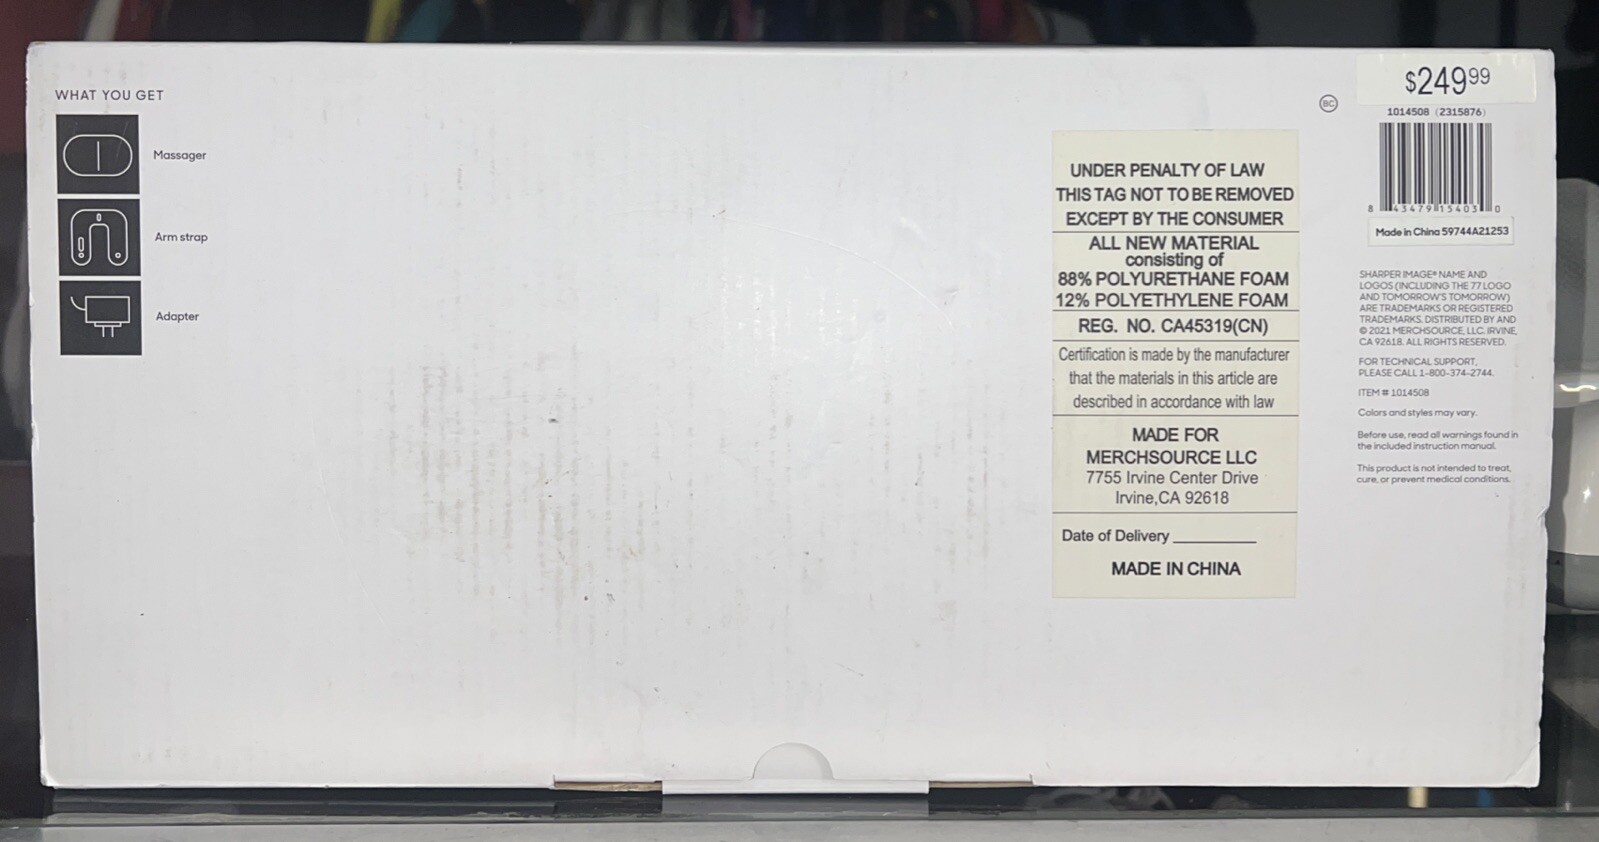 WHAT YOU GET
Massager
Arm strap
Adapter
UNDER PENALTY OF LAW
THIS TAG NOT TO BE REMOVED
EXCEPT BY THE CONSUMER
ALL NEW MATERIAL
consisting of
88% POLYURETHANE FOAM
12% POLYETHYLENE FOAM
REG. NO. CA45319(CN)
Certification is made by the manufacturer
that the materials in this article are
described in accordance with law
MADE FOR
MERCHSOURCE LLC
7755 Irvine Center Drive
Irvine,CA 92618
Date of Delivery
MADE IN CHINA
BC
$249.99
1014508 (2315876)
8 43479 15403 0
Made in China 59744A21253
SHARPER IMAGE® NAME AND
LOGOS (INCLUDING THE 77 LOGO
AND TOMORROW'S TOMORROW)
ARE TRADEMARKS OR REGISTERED
TRADEMARKS. DISTRIBUTED BY AND
© 2021 MERCHSOURCE, LLC. IRVINE,
CA 92618. ALL RIGHTS RESERVED.
FOR TECHNICAL SUPPORT,
PLEASE CALL 1-800-374-2744.
ITEM # 1014508
Colors and styles may vary.
Before use, read all warnings found in
the included instruction manual.
This product is not intended to treat,
cure, or prevent medical conditions.